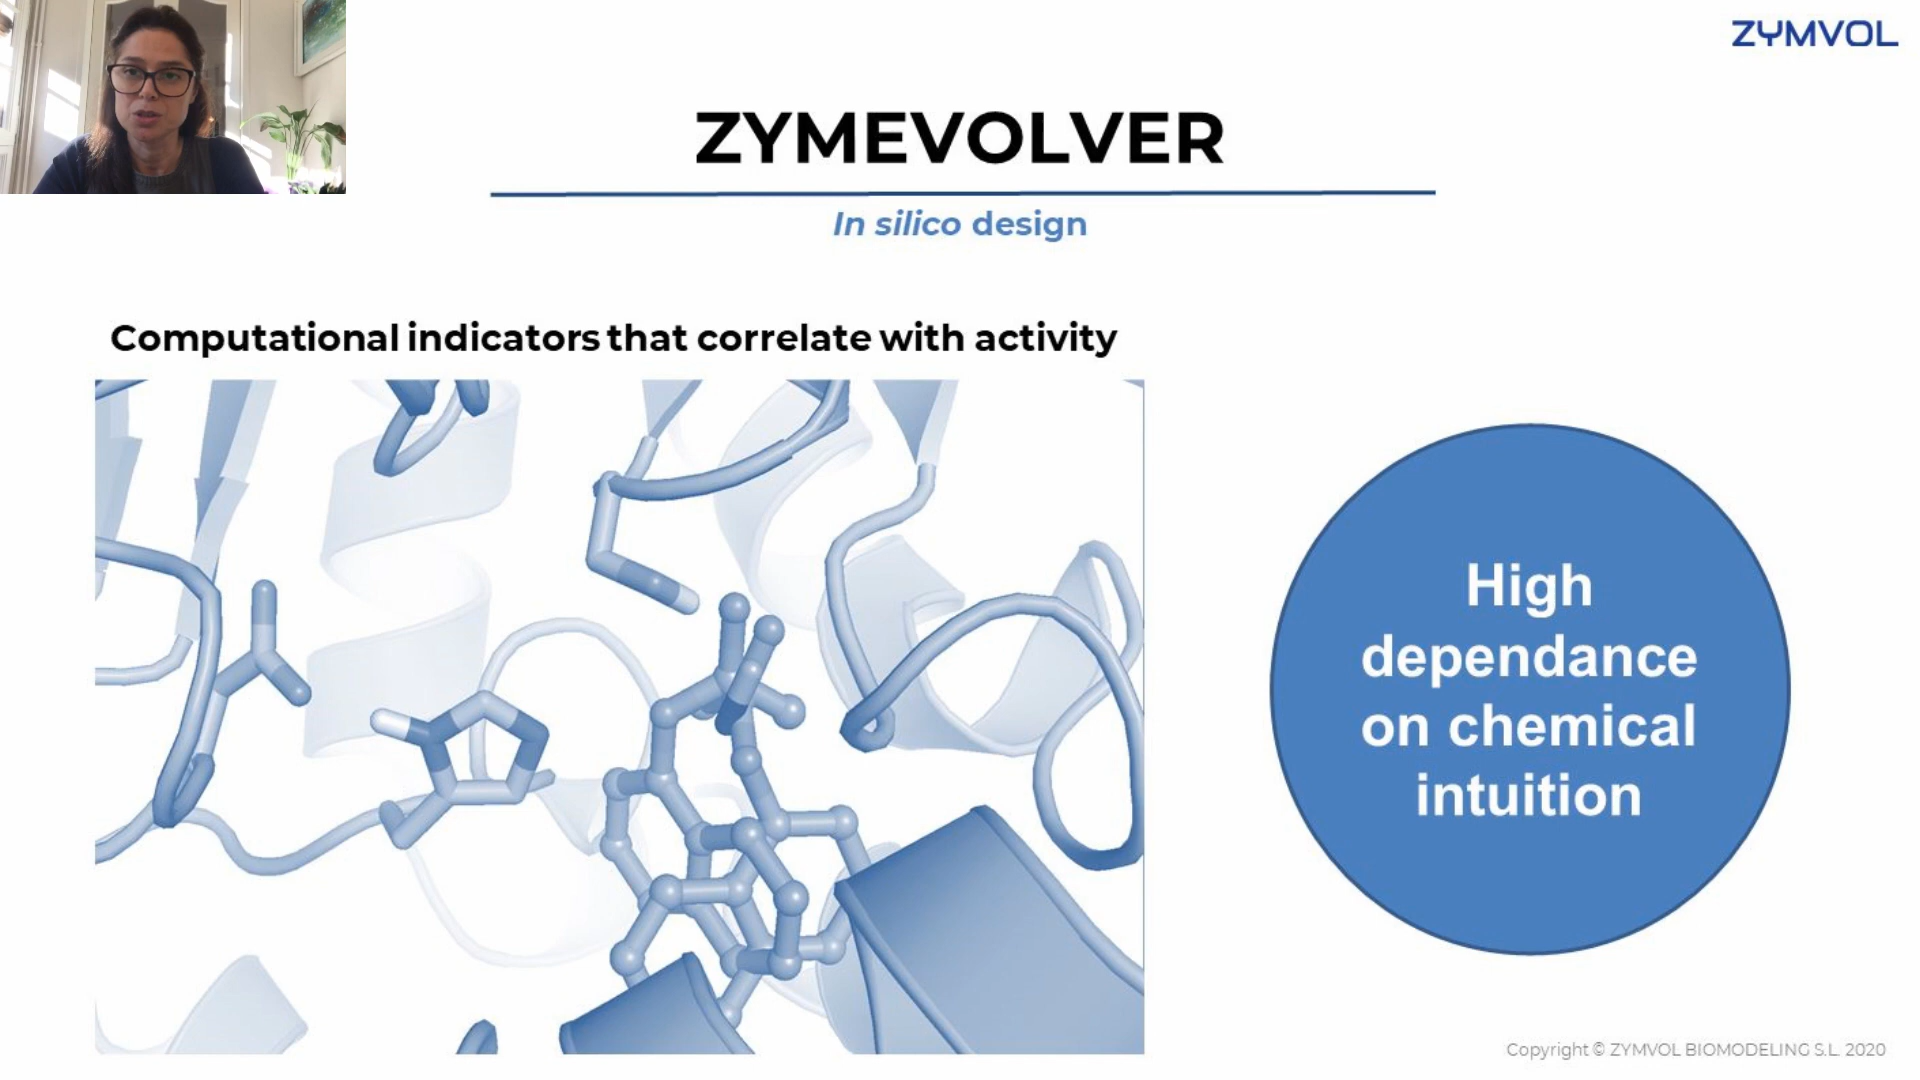 ZYMVOL
ZYMEVOLVER
In silico design
Computational indicators that correlate with activity
High
dependance
on chemical
intuition
Copyright © ZYMVOL BIOMODELING S.L. 2020